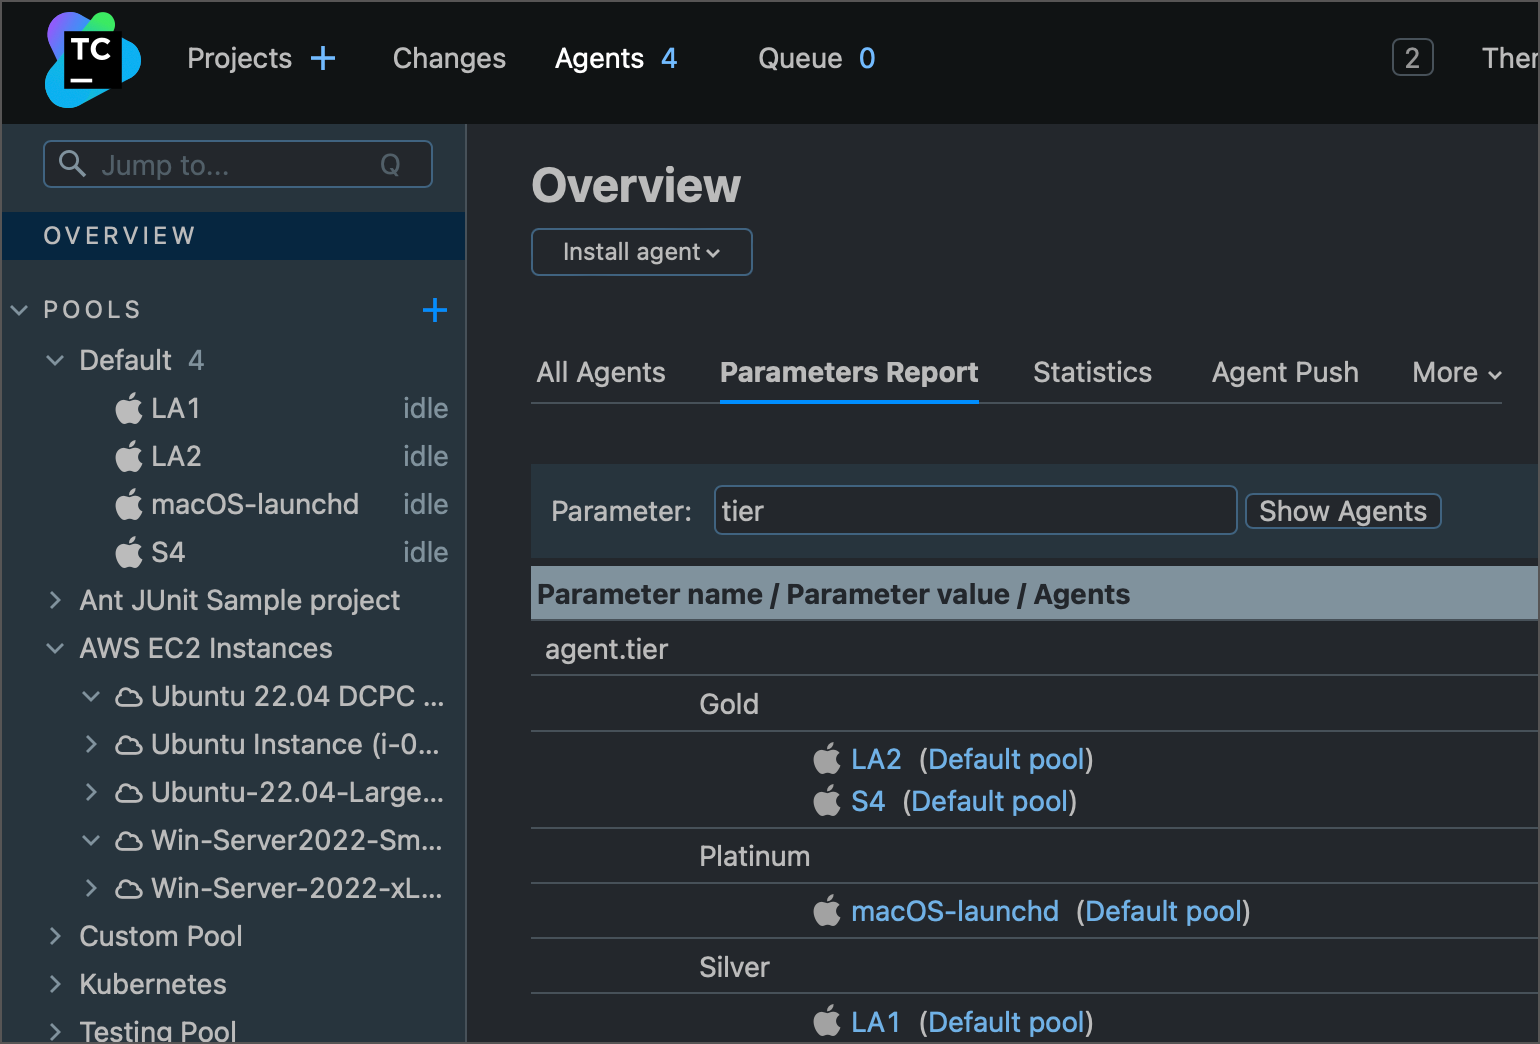 TC
Projects + Changes Agents 4 Queue 0 2 Ther
Jump to... Q
OVERVIEW
POOLS +
Default 4
LA1 idle
LA2 idle
macOS-launchd idle
S4 idle
Ant JUnit Sample project
AWS EC2 Instances
Ubuntu 22.04 DCPC ...
Ubuntu Instance (i-0...
Ubuntu-22.04-Large...
Win-Server2022-Sm...
Win-Server-2022-xL...
Custom Pool
Kubernetes
Testing Pool
Overview
Install agent
All Agents Parameters Report Statistics Agent Push More
Parameter: tier Show Agents
Parameter name / Parameter value / Agents
agent.tier
Gold
LA2 (Default pool)
S4 (Default pool)
Platinum
macOS-launchd (Default pool)
Silver
LA1 (Default pool)